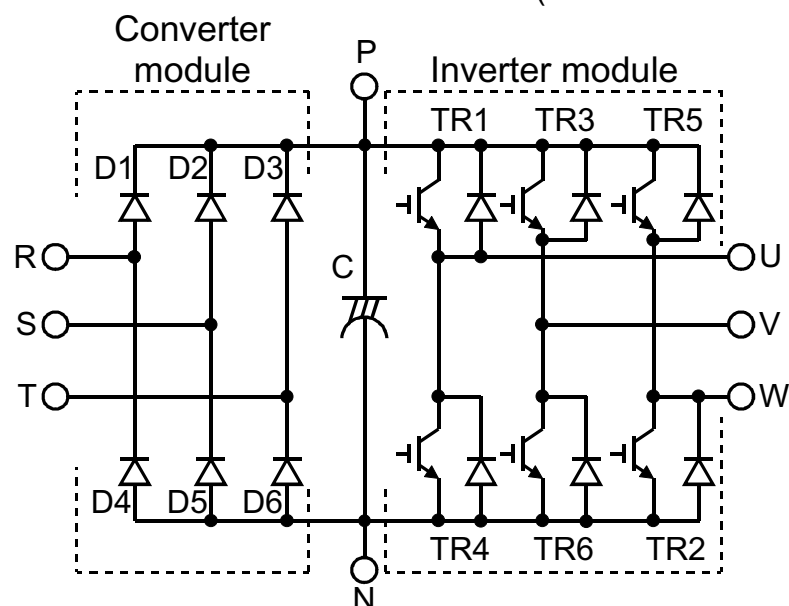 (
Converter
module
P
Inverter module
TR1 TR3 TR5
D1 D2 D3
R
C
U
S
V
T
W
D4 D5 D6
TR4 TR6 TR2
N